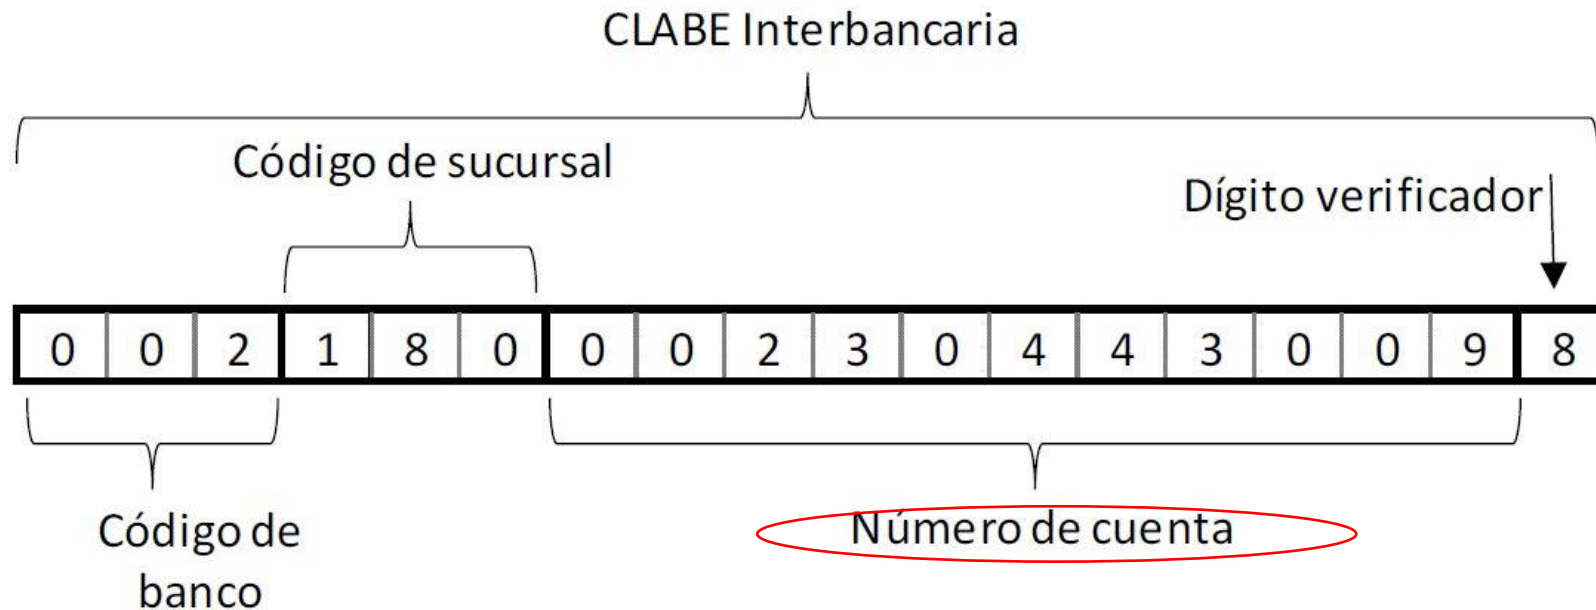 CLABE Interbancaria
Código de sucursal
Dígito verificador
0 0 2 1 8 0 0 0 2 3 0 4 4 3 0 0 9 8
Código de
banco
Número de cuenta